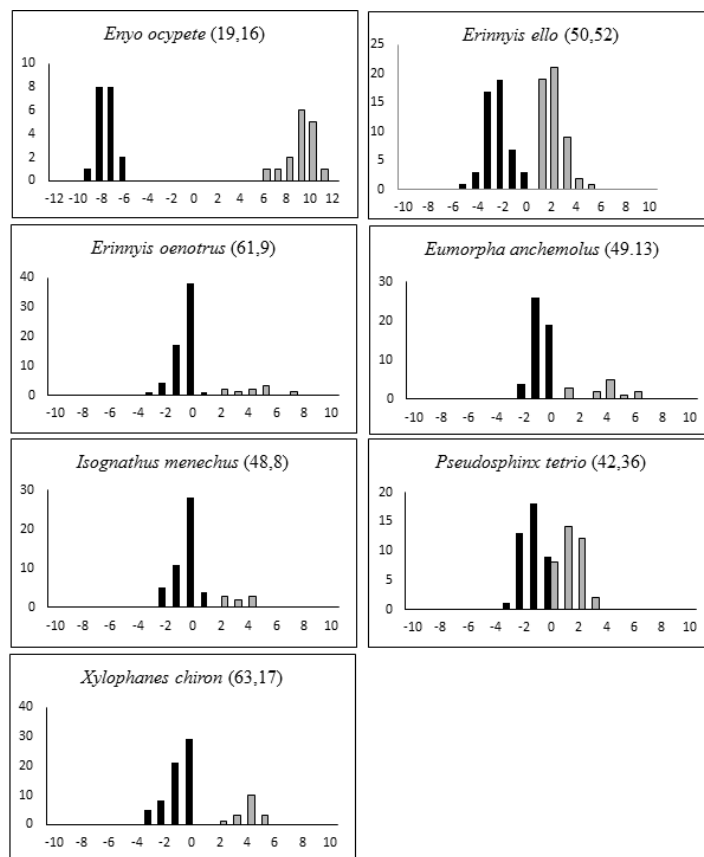 Enyo ocypete (19,16)
10
8
6
4
2
0
-12 -10 -8 -6 -4 -2 0 2 4 6 8 10 12
Erinnyis ello (50,52)
25
20
15
10
5
0
-10 -8 -6 -4 -2 0 2 4 6 8 10
Erinnyis oenotrus (61,9)
40
30
20
10
0
-10 -8 -6 -4 -2 0 2 4 6 8 10
Eumorpha anchemolus (49.13)
30
20
10
0
-10 -8 -6 -4 -2 0 2 4 6 8 10
Isognathus menechus (48,8)
30
20
10
0
-10 -8 -6 -4 -2 0 2 4 6 8 10
Pseudosphinx tetrio (42,36)
20
15
10
5
0
-10 -8 -6 -4 -2 0 2 4 6 8 10
Xylophanes chiron (63,17)
40
30
20
10
0
-10 -8 -6 -4 -2 0 2 4 6 8 10